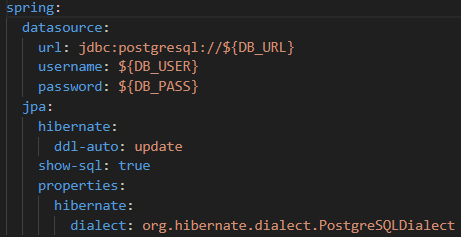 spring:
  datasource:
    url: jdbc:postgresql://${DB_URL}
    username: ${DB_USER}
    password: ${DB_PASS}
  jpa:
    hibernate:
      ddl-auto: update
    show-sql: true
    properties:
      hibernate:
        dialect: org.hibernate.dialect.PostgreSQLDialect